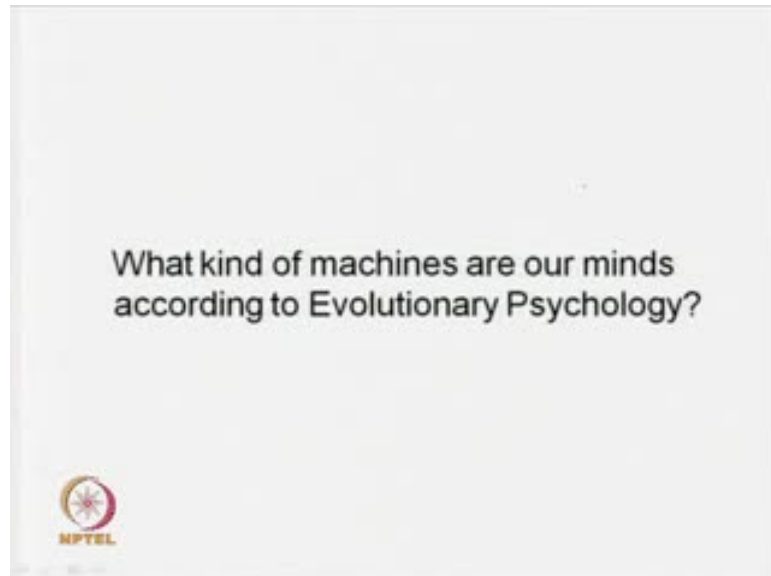 What kind of machines are our minds
according to Evolutionary Psychology?
NPTEL